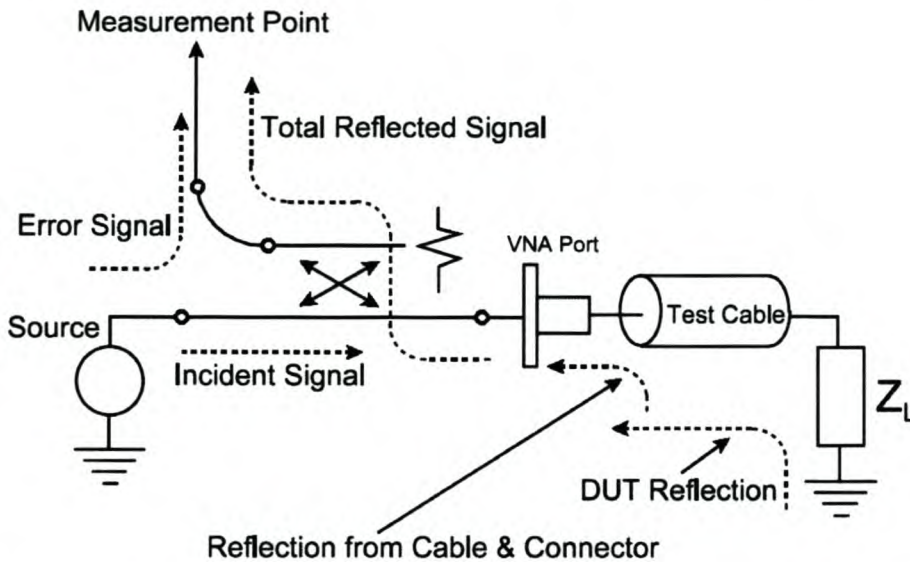 Measurement Point
Total Reflected Signal
Error Signal
VNA Port
Source
Test Cable
Incident Signal
Z_L
DUT Reflection
Reflection from Cable & Connector